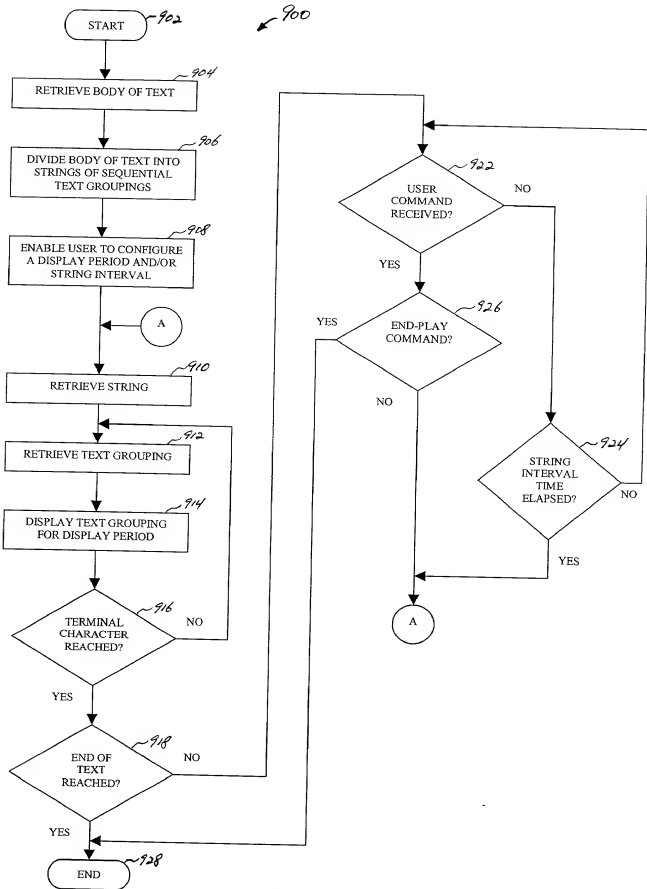 START
902
900
904
RETRIEVE BODY OF TEXT
906
DIVIDE BODY OF TEXT INTO
STRINGS OF SEQUENTIAL
TEXT GROUPINGS
908
ENABLE USER TO CONFIGURE
A DISPLAY PERIOD AND/OR
STRING INTERVAL
A
910
RETRIEVE STRING
912
RETRIEVE TEXT GROUPING
914
DISPLAY TEXT GROUPING
FOR DISPLAY PERIOD
916
TERMINAL
CHARACTER
REACHED?
NO
YES
918
END OF
TEXT
REACHED?
NO
YES
928
END
922
USER
COMMAND
RECEIVED?
NO
YES
926
END-PLAY
COMMAND?
YES
NO
924
STRING
INTERVAL
TIME
ELAPSED?
NO
YES
A